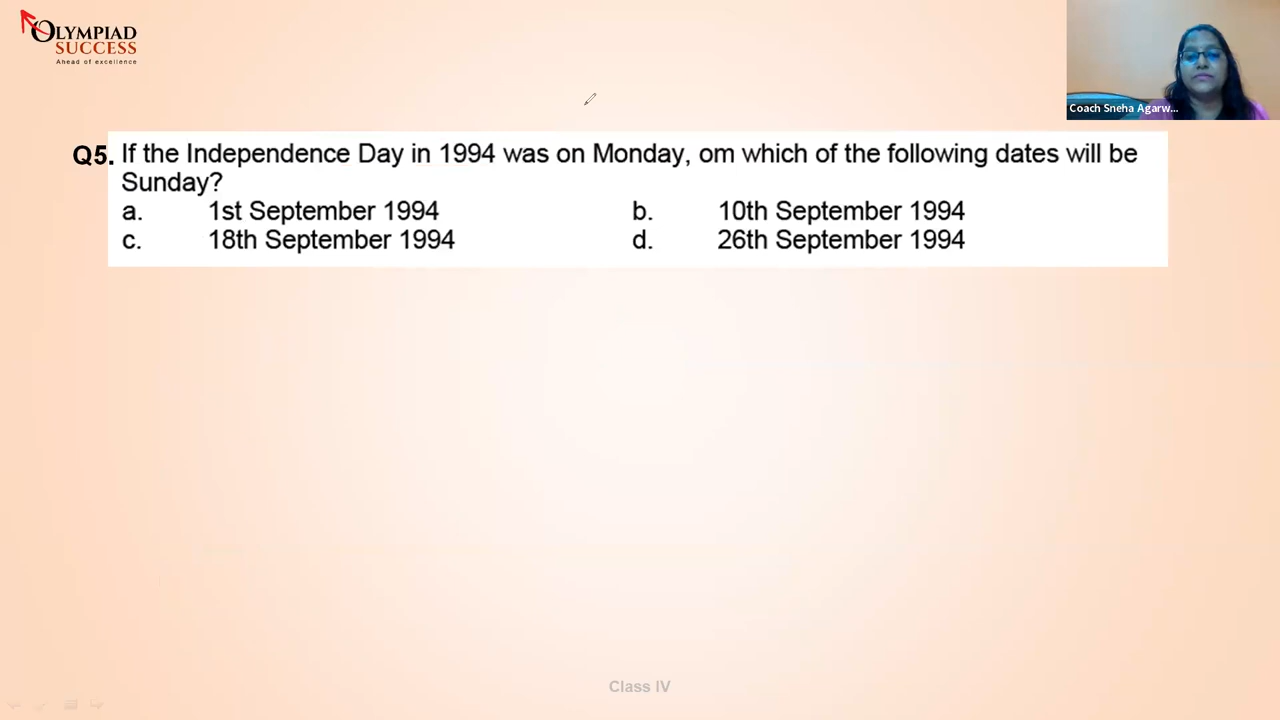 OLYMPIAD
SUCCESS
Ahead of excellence
Coach Sneha Agarw...
Q5. If the Independence Day in 1994 was on Monday, om which of the following dates will be
Sunday?
a. 1st September 1994 b. 10th September 1994
c. 18th September 1994 d. 26th September 1994
Class IV